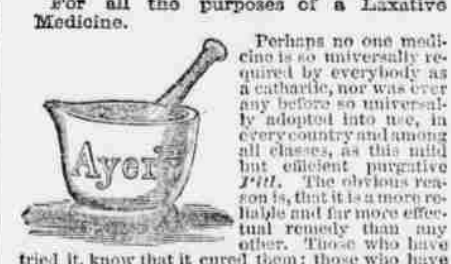 For all the purposes of a Laxative
Medicine.
Perhaps no one medi-
cine is so universally re-
quired by everybody as
a cathartic, nor was ever
any before so universal-
ly adopted into use, in
every country and among
all classes, as this mild
but efficient purgative
Pill. The obvious rea-
son is, that it is a more re-
liable and far more effec-
tual remedy than any
other. Those who have
tried it, know that it cured them; those who have
Ayer's